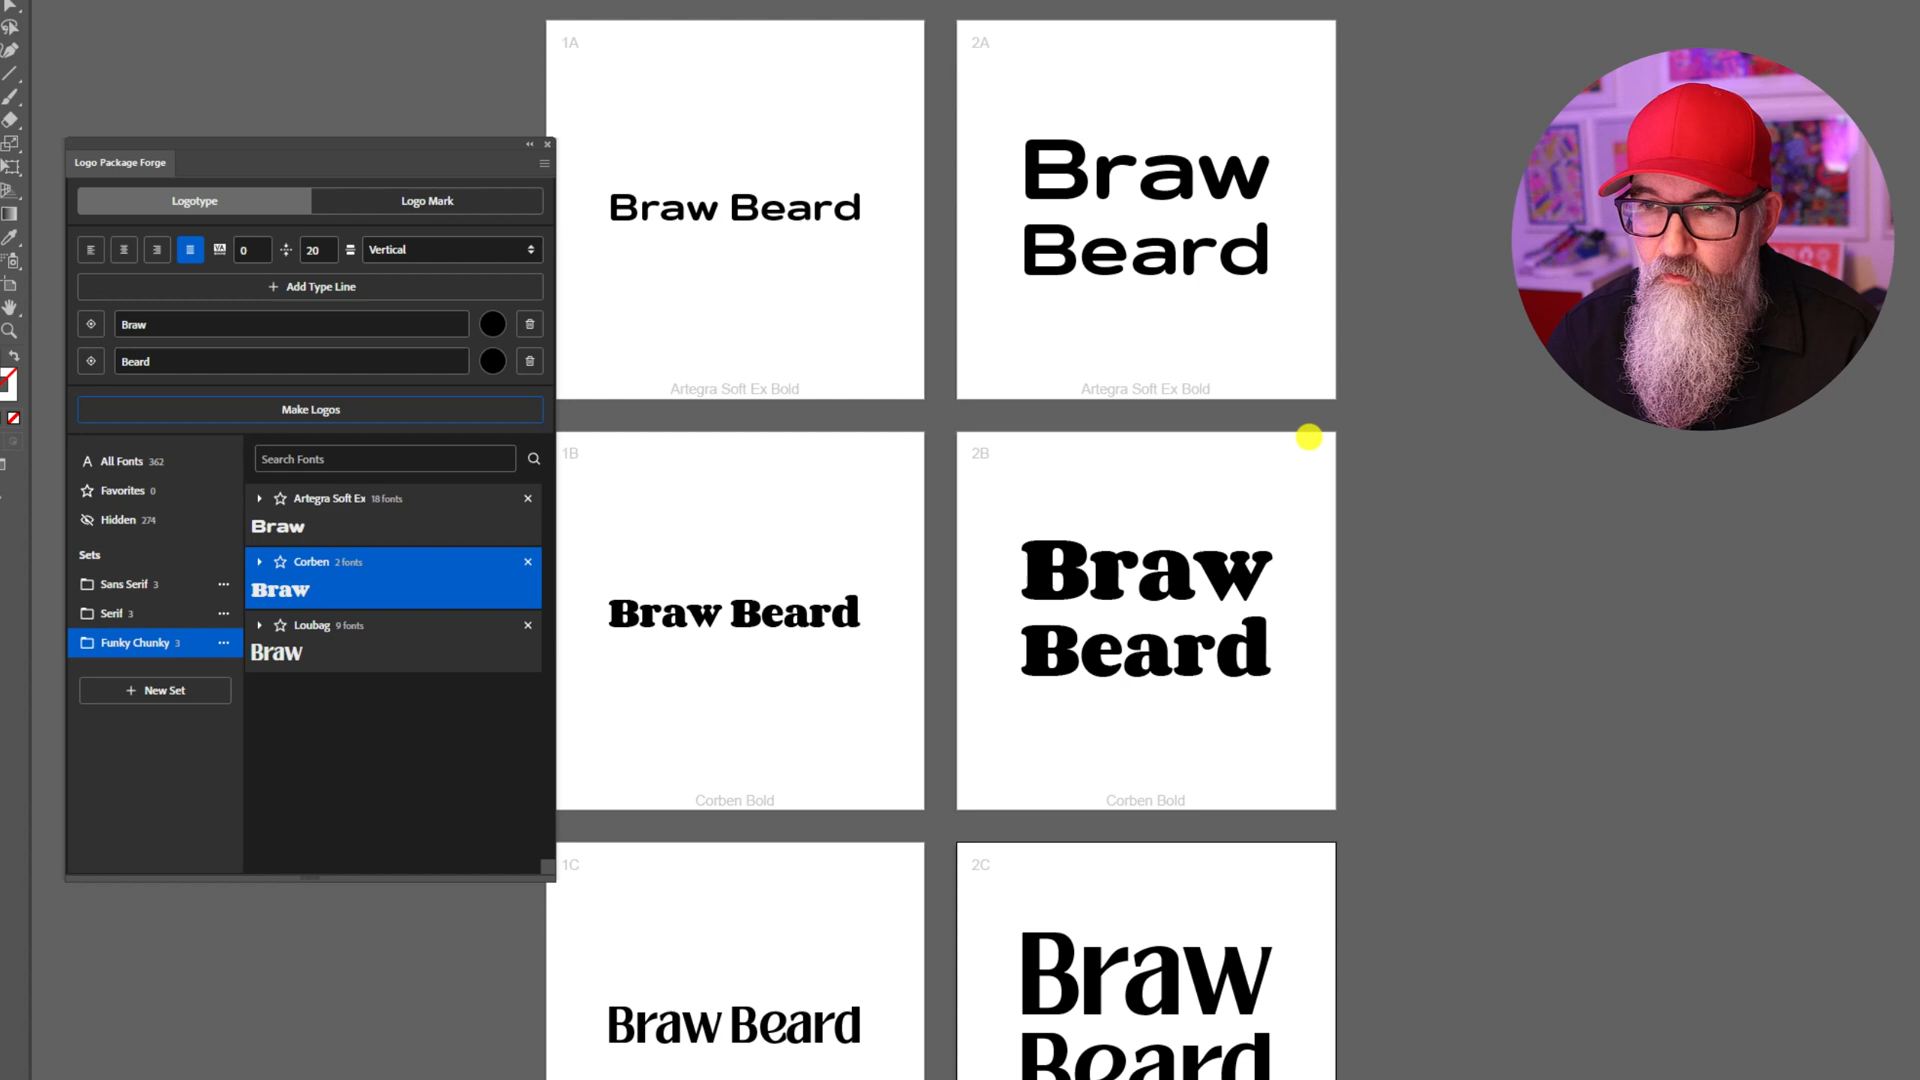 Logo Package Forge
Logotype
Logo Mark
0
20
Vertical
+ Add Type Line
Braw
Beard
Make Logos
All Fonts 362
Favorites 0
Hidden 274
Sets
Sans Serif 3
Serif 3
Funky Chunky 3
+ New Set
Search Fonts
Artegra Soft Ex 18 fonts
Braw
Corben 2 fonts
Braw
Loubag 9 fonts
Braw
1A
Braw Beard
Artegra Soft Ex Bold
2A
Braw
Beard
Artegra Soft Ex Bold
1B
Braw Beard
Corben Bold
2B
Braw
Beard
Corben Bold
1C
Braw Beard
2C
Braw
Beard